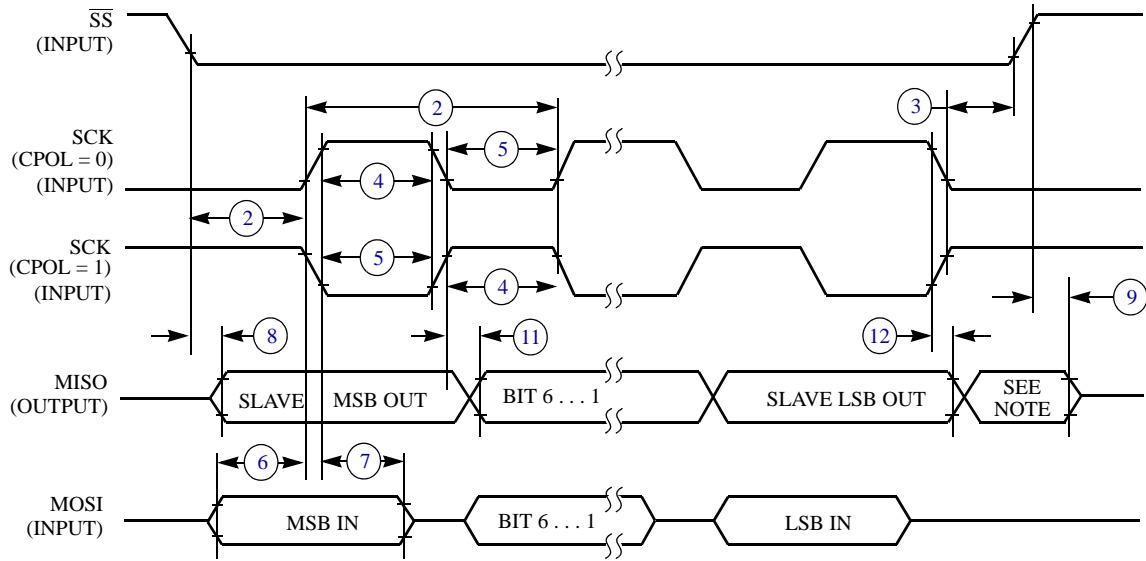 SS
(INPUT)
2
3
SCK
(CPOL = 0)
(INPUT)
5
4
2
SCK
(CPOL = 1)
(INPUT)
5
4
9
8
11
12
MISO
(OUTPUT)
SLAVE
MSB OUT
BIT 6 . . . 1
SLAVE LSB OUT
SEE
NOTE
6
7
MOSI
(INPUT)
MSB IN
BIT 6 . . . 1
LSB IN